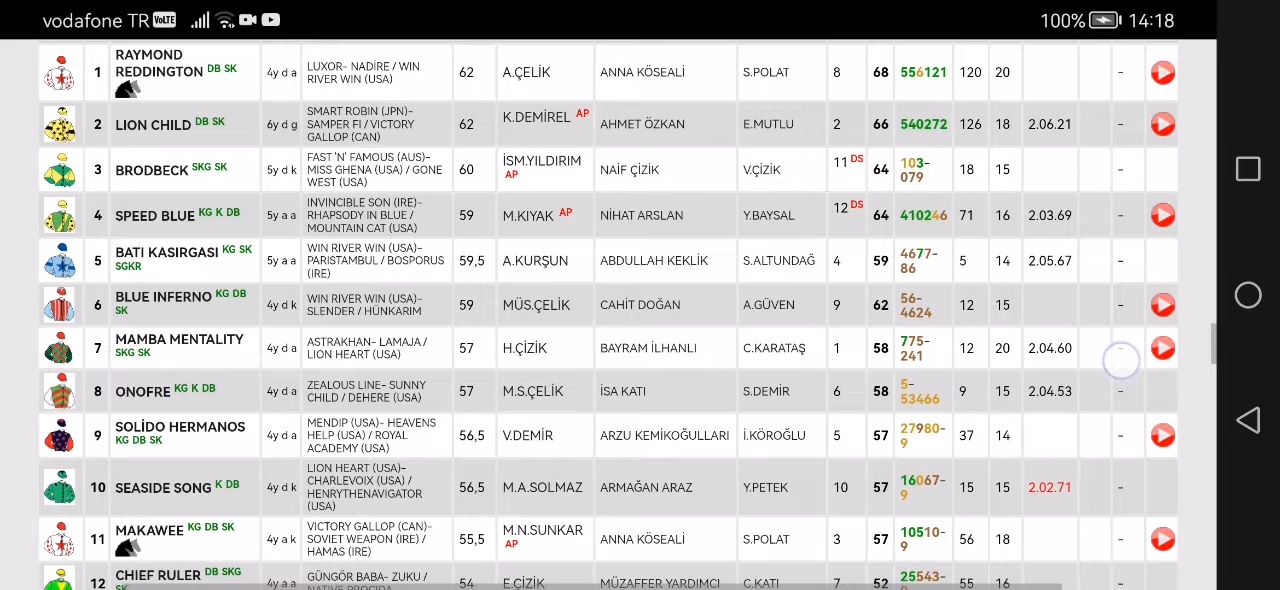 vodafone TR VoLTE 100% 14:18
1 RAYMOND REDDINGTON DB SK 4y d a LUXOR- NADİRE / WIN RIVER WIN (USA) 62 A.ÇELİK ANNA KÖSEALİ S.POLAT 8 68 556121 120 20 -
2 LION CHILD DB SK 6y d g SMART ROBIN (JPN)- SAMPER FI / VICTORY GALLOP (CAN) 62 K.DEMİREL AP AHMET ÖZKAN E.MUTLU 2 66 540272 126 18 2.06.21 -
3 BRODBECK SKG SK 5y d k FAST 'N' FAMOUS (AUS)- MISS GHENA (USA) / GONE WEST (USA) 60 İSM.YILDIRIM AP NAİF ÇİZİK V.ÇİZİK 11 DS 64 103-079 18 15 -
4 SPEED BLUE KG K DB 5y a a INVINCIBLE SON (IRE)- RHAPSODY IN BLUE / MOUNTAIN CAT (USA) 59 M.KIYAK AP NİHAT ARSLAN Y.BAYSAL 12 DS 64 410246 71 16 2.03.69 -
5 BATI KASIRGASI KG SK SGKR 5y a a WIN RIVER WIN (USA)- PARISTAMBUL / BOSPORUS (IRE) 59,5 A.KURŞUN ABDULLAH KEKLİK S.ALTUNDAĞ 4 59 4677-86 5 14 2.05.67 -
6 BLUE INFERNO KG DB SK 4y d k WIN RIVER WIN (USA)- SLENDER / HÜNKARIM 59 MÜS.ÇELİK CAHİT DOĞAN A.GÜVEN 9 62 56-4624 12 15 -
7 MAMBA MENTALITY SKG SK 4y d a ASTRAKHAN- LAMAJA / LION HEART (USA) 57 H.ÇİZİK BAYRAM İLHANLI C.KARATAŞ 1 58 775-241 12 20 2.04.60 -
8 ONOFRE KG K DB 4y d a ZEALOUS LINE- SUNNY CHILD / DEHERE (USA) 57 M.S.ÇELİK İSA KATI S.DEMİR 6 58 5-53466 9 15 2.04.53 -
9 SOLİDO HERMANOS KG DB SK 4y d a MENDIP (USA)- HEAVENS HELP (USA) / ROYAL ACADEMY (USA) 56,5 V.DEMİR ARZU KEMİKOĞULLARI İ.KÖROĞLU 5 57 27980-9 37 14 -
10 SEASIDE SONG K DB 4y d k LION HEART (USA)- CHARLEVOIX (USA) / HENRYTHENAVIGATOR (USA) 56,5 M.A.SOLMAZ ARMAĞAN ARAZ Y.PETEK 10 57 16067-9 15 15 2.02.71 -
11 MAKAWEE KG DB SK 4y a k VICTORY GALLOP (CAN)- SOVIET WEAPON (IRE) / HAMAS (IRE) 55,5 M.N.SUNKAR AP ANNA KÖSEALİ S.POLAT 3 57 10510-9 56 18 -
12 CHIEF RULER DB SKG SK 4y a a GÜNGÖR BABA- ZUKU / 54 E.ÇİZİK MÜZAFFER YARDIMCI C.KATI 7 52 25543- 55 16 -